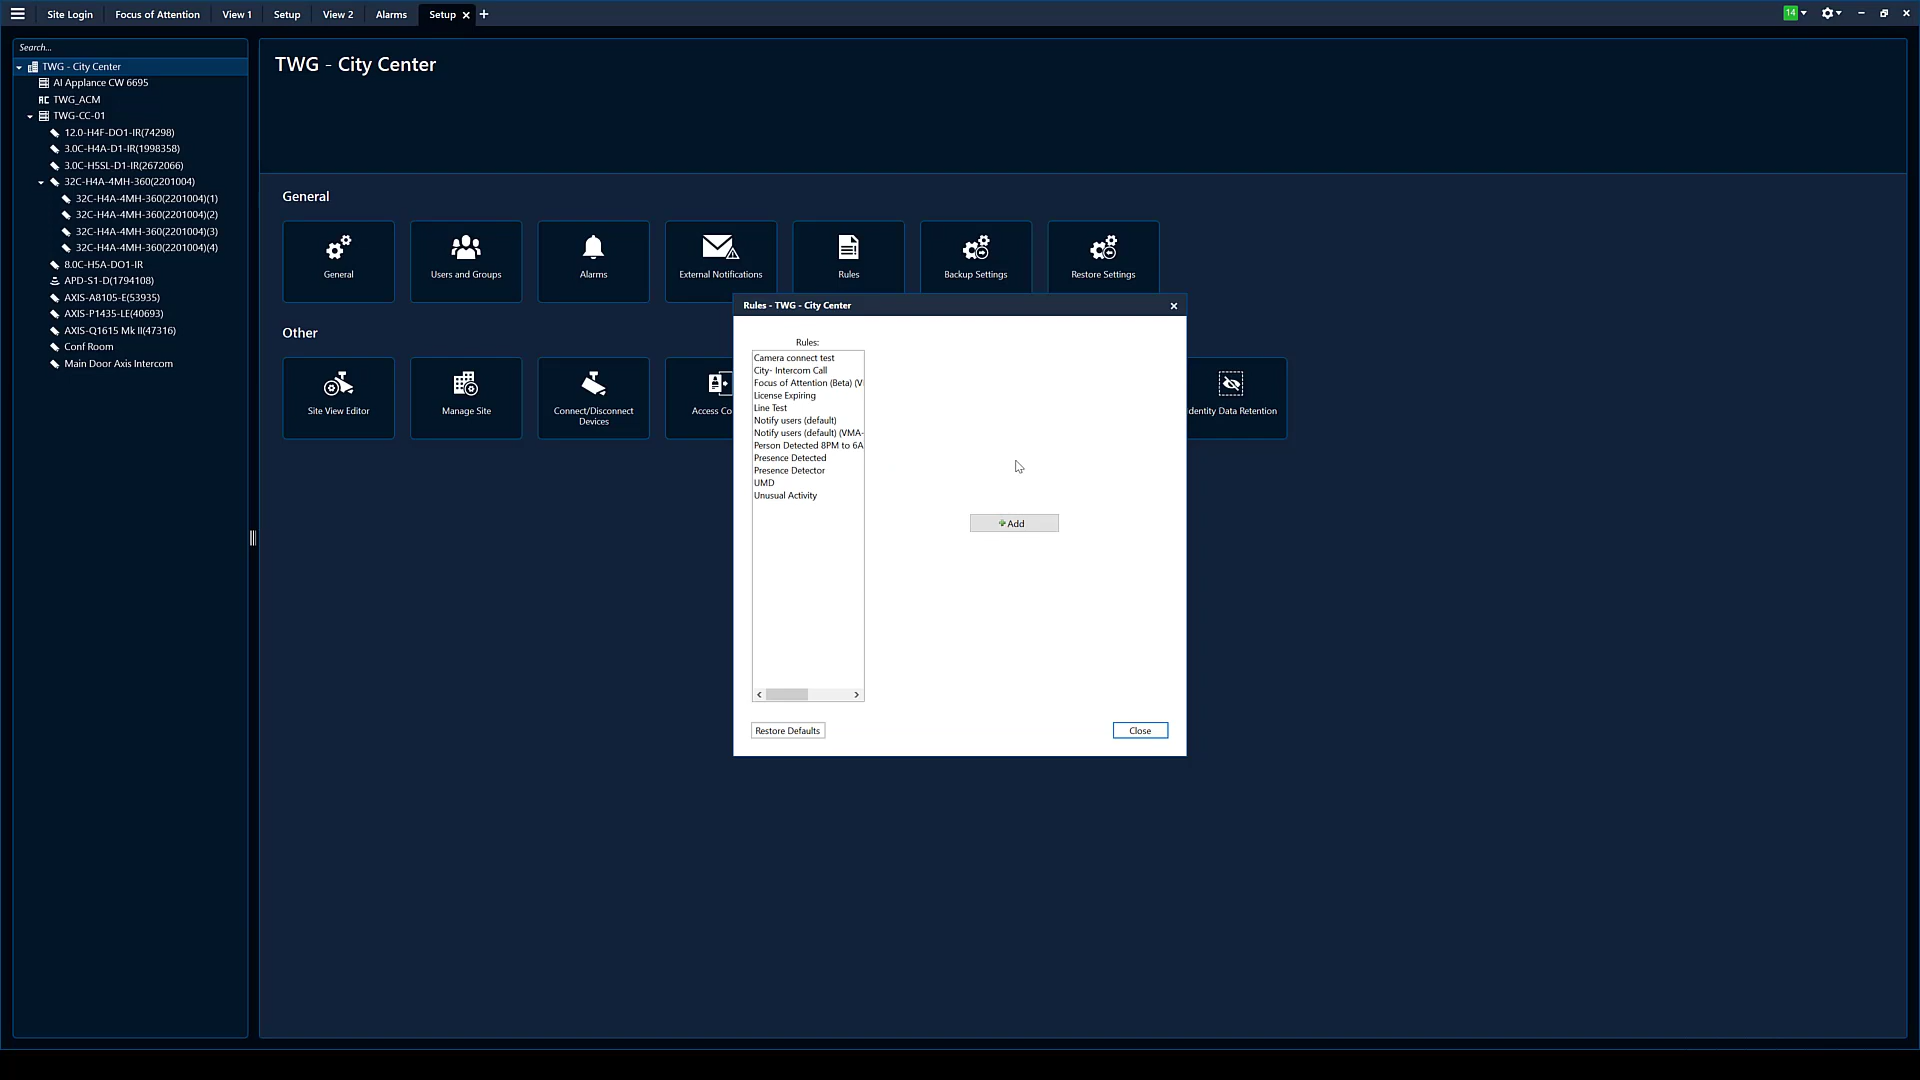 Site Login
Focus of Attention
View 1
Setup
View 2
Alarms
Setup
14
Search...
TWG - City Center
AI Applance CW 6695
TWG_ACM
TWG-CC-01
12.0-H4F-DO1-IR(74298)
3.0C-H4A-D1-IR(1998358)
3.0C-H5SL-D1-IR(2672066)
32C-H4A-4MH-360(2201004)
32C-H4A-4MH-360(2201004)(1)
32C-H4A-4MH-360(2201004)(2)
32C-H4A-4MH-360(2201004)(3)
32C-H4A-4MH-360(2201004)(4)
8.0C-H5A-DO1-IR
APD-S1-D(1794108)
AXIS-A8105-E(53935)
AXIS-P1435-LE(40693)
AXIS-Q1615 Mk II(47316)
Conf Room
Main Door Axis Intercom
TWG - City Center
General
General
Users and Groups
Alarms
External Notifications
Rules
Backup Settings
Restore Settings
Other
Site View Editor
Manage Site
Connect/Disconnect
Devices
Access Co
dentity Data Retention
Rules - TWG - City Center
Rules:
Camera connect test
City- Intercom Call
Focus of Attention (Beta) (V
License Expiring
Line Test
Notify users (default)
Notify users (default) (VMA-
Person Detected 8PM to 6A
Presence Detected
Presence Detector
UMD
Unusual Activity
Add
Restore Defaults
Close